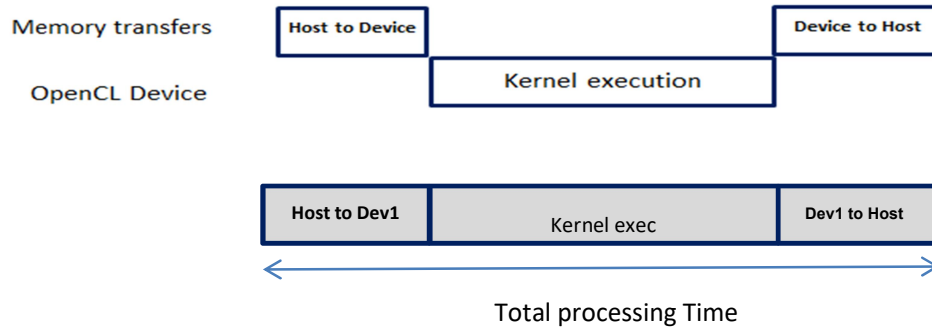 Memory transfers
Host to Device
Device to Host
OpenCL Device
Kernel execution
Host to Dev1
Kernel exec
Dev1 to Host
Total processing Time